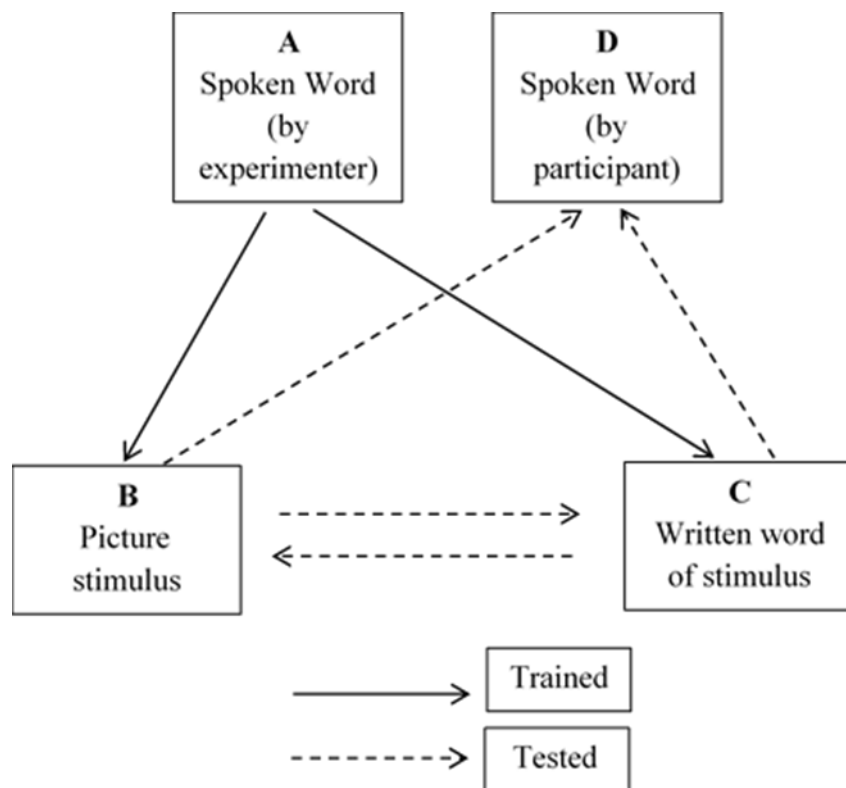 A
Spoken Word
(by
experimenter)
D
Spoken Word
(by
participant)
B
Picture
stimulus
C
Written word
of stimulus
Trained
Tested